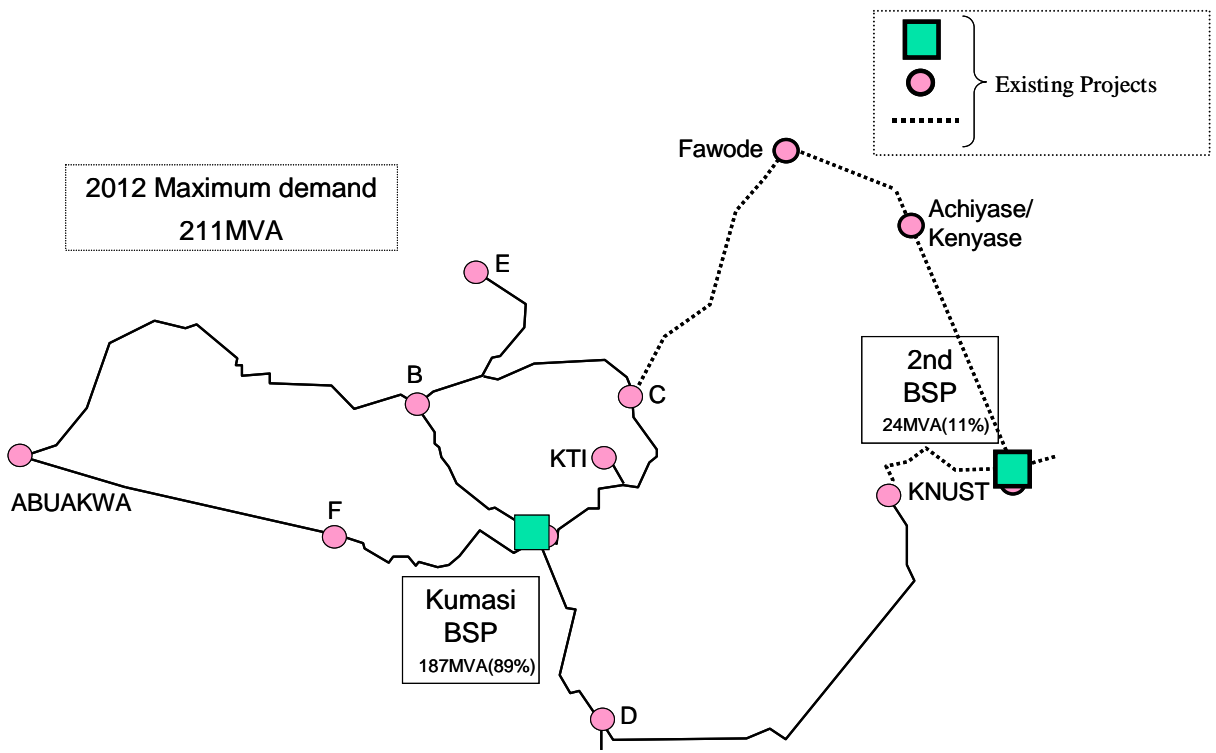 Existing Projects
Fawode
2012 Maximum demand
211MVA
Achiyase/
Kenyase
E
2nd
BSP
24MVA(11%)
B
C
KTI
KNUST
ABUAKWA
F
Kumasi
BSP
187MVA(89%)
D